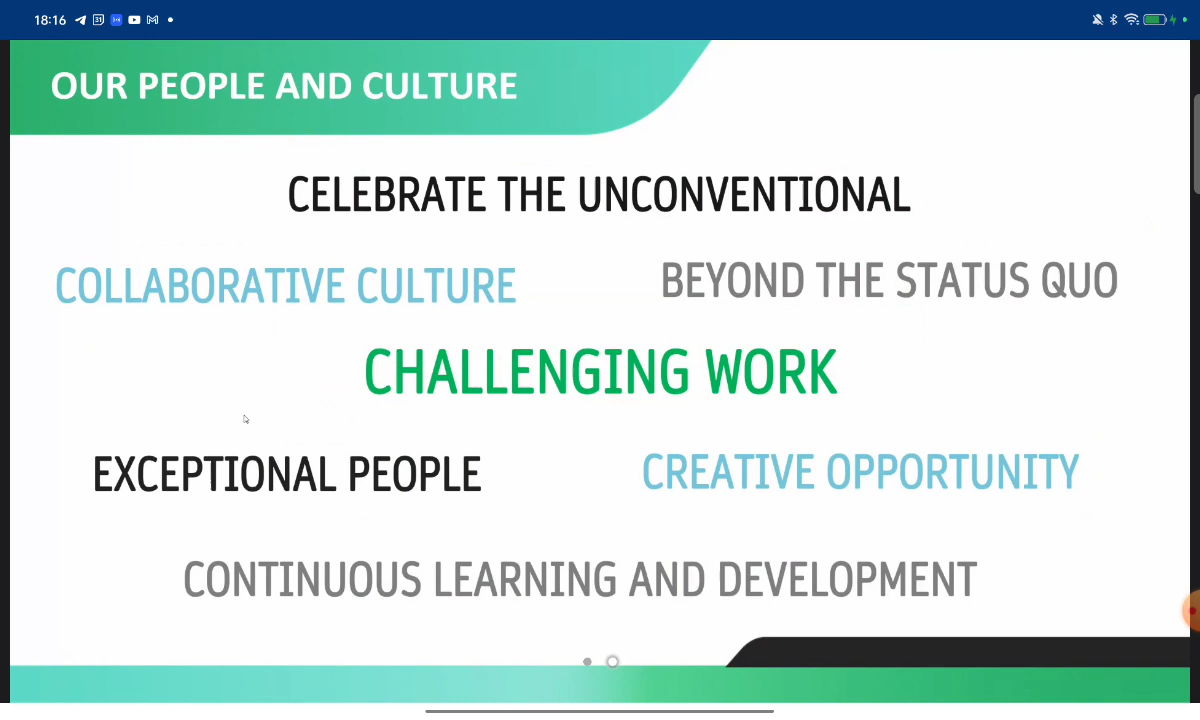 18:16
31
OUR PEOPLE AND CULTURE
CELEBRATE THE UNCONVENTIONAL
COLLABORATIVE CULTURE
BEYOND THE STATUS QUO
CHALLENGING WORK
EXCEPTIONAL PEOPLE
CREATIVE OPPORTUNITY
CONTINUOUS LEARNING AND DEVELOPMENT